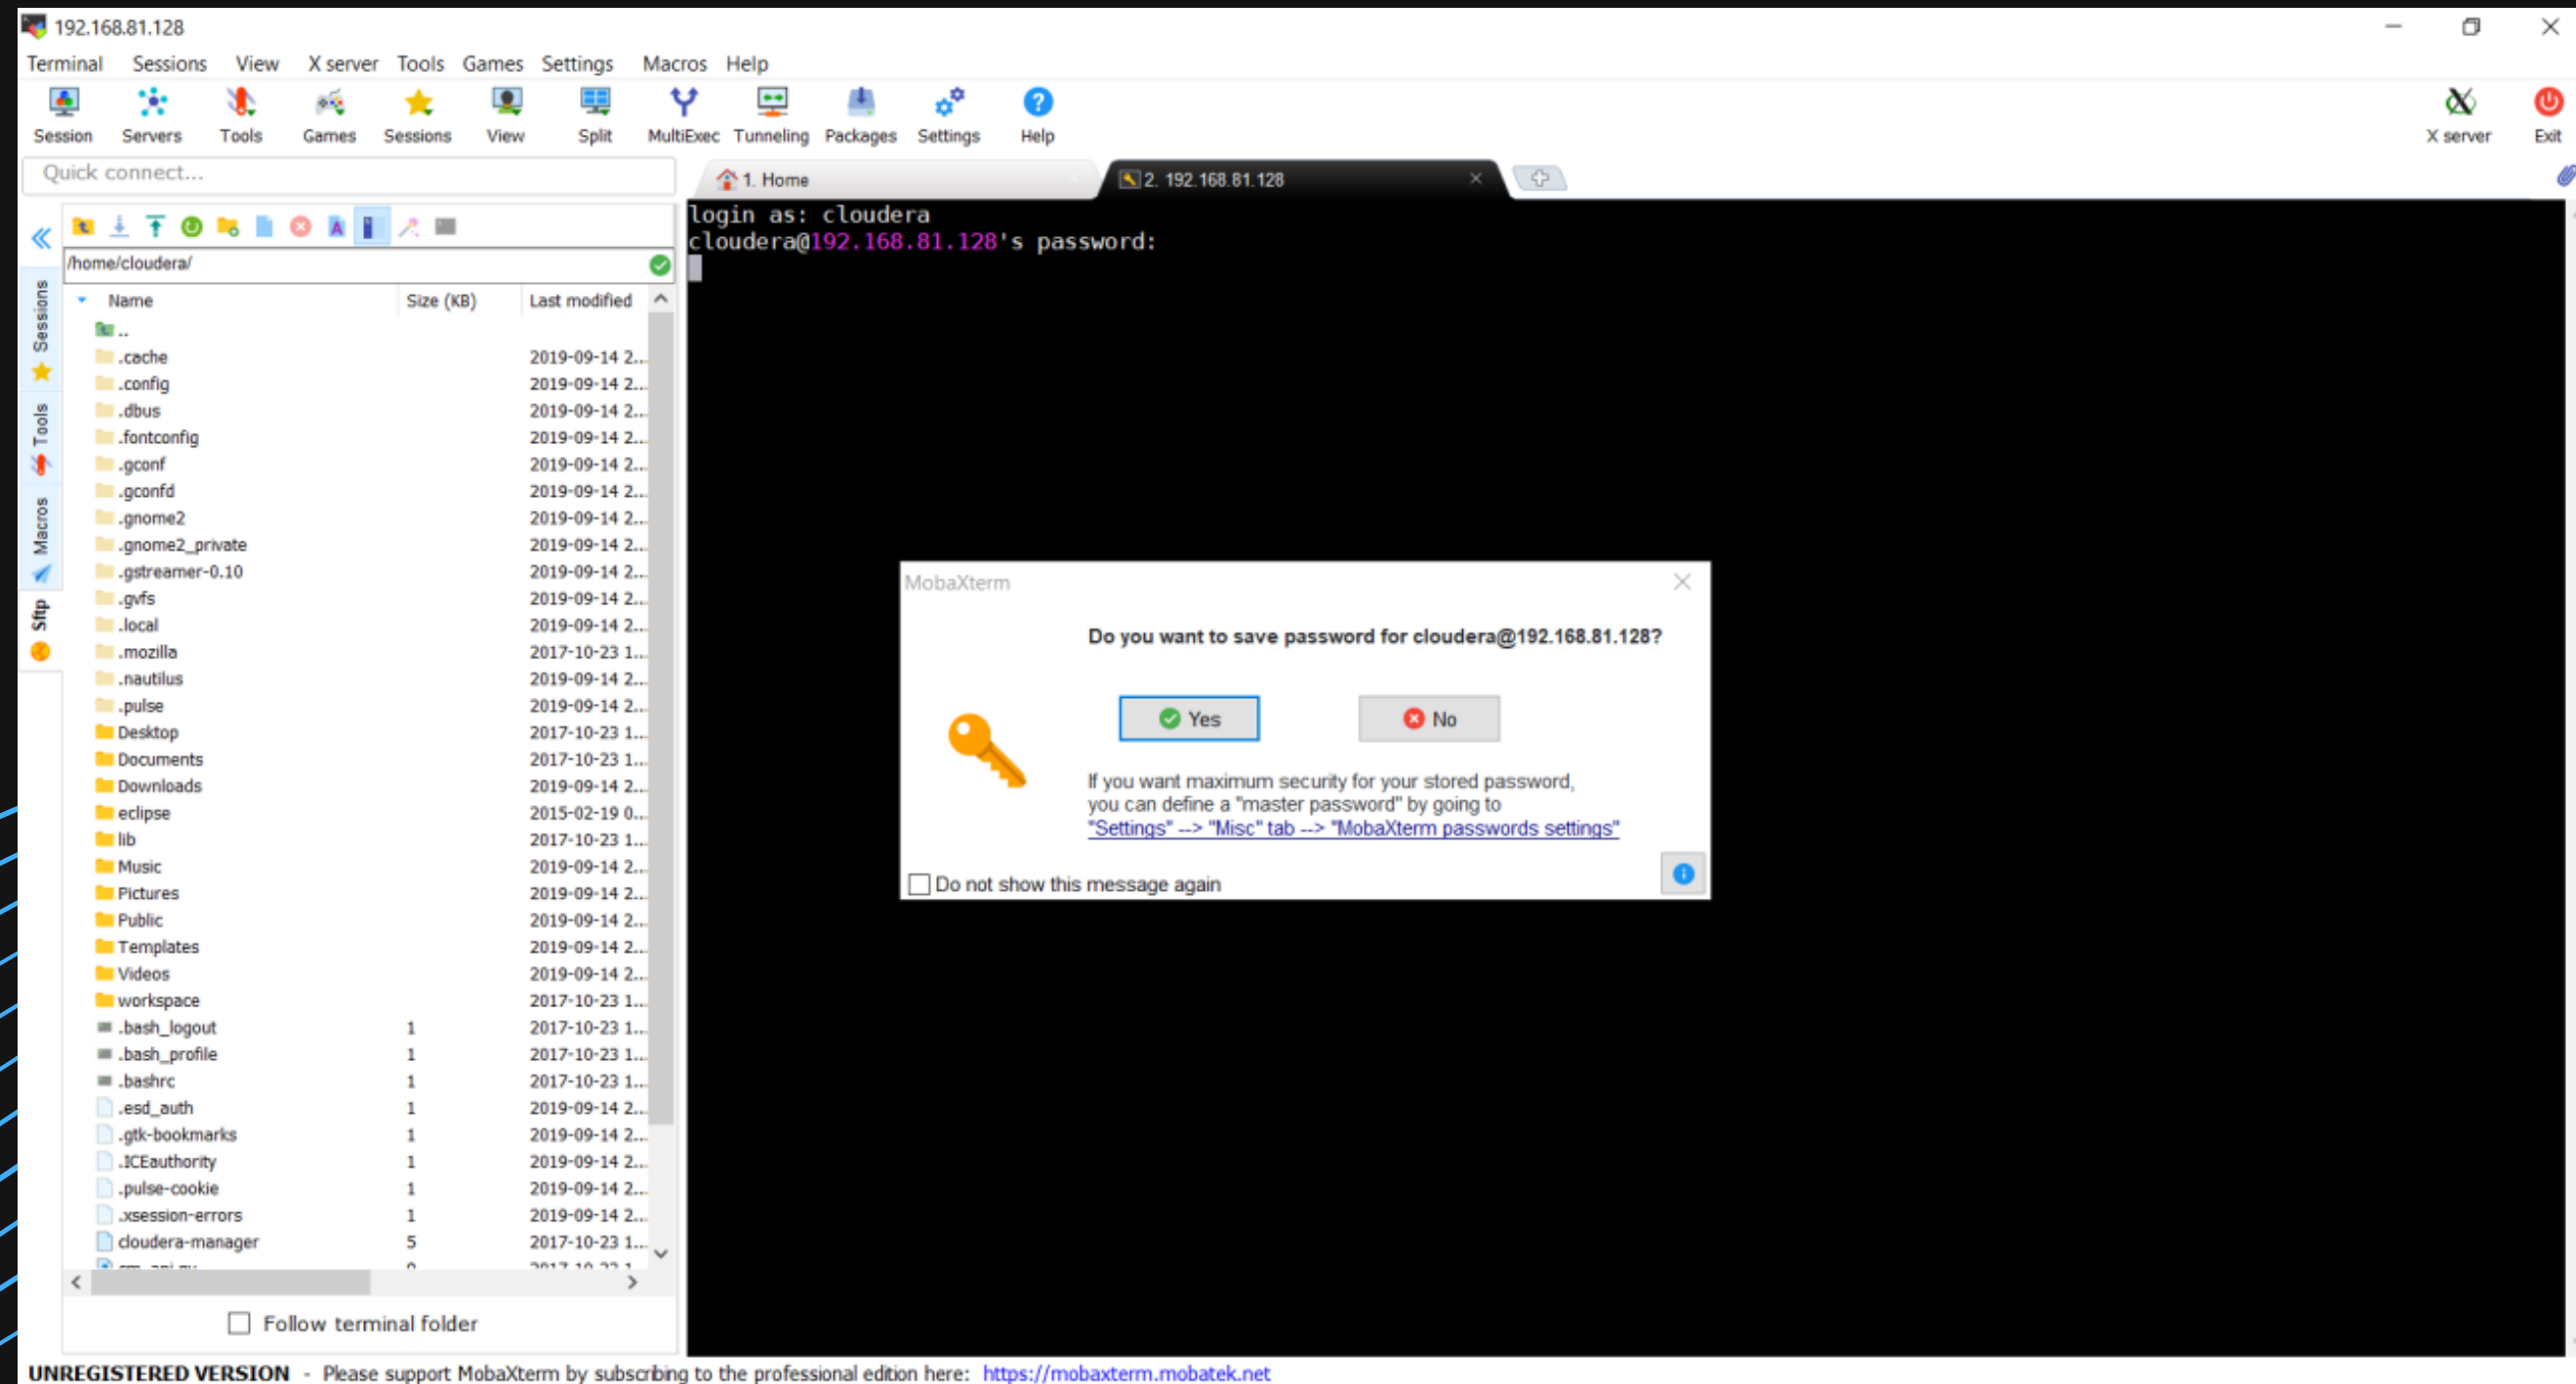 192.168.81.128
Terminal Sessions View X server Tools Games Settings Macros Help
Session Servers Tools Games Sessions View Split MultiExec Tunneling Packages Settings Help X server Exit
Quick connect...
1. Home
2. 192.168.81.128
/home/cloudera/
Sessions
Tools
Macros
Sftp
Name Size (KB) Last modified
..
.cache 2019-09-14 2...
.config 2019-09-14 2...
.dbus 2019-09-14 2...
.fontconfig 2019-09-14 2...
.gconf 2019-09-14 2...
.gconfd 2019-09-14 2...
.gnome2 2019-09-14 2...
.gnome2_private 2019-09-14 2...
.gstreamer-0.10 2019-09-14 2...
.gvfs 2019-09-14 2...
.local 2019-09-14 2...
.mozilla 2017-10-23 1...
.nautilus 2019-09-14 2...
.pulse 2019-09-14 2...
Desktop 2017-10-23 1...
Documents 2017-10-23 1...
Downloads 2019-09-14 2...
eclipse 2015-02-19 0...
lib 2017-10-23 1...
Music 2019-09-14 2...
Pictures 2019-09-14 2...
Public 2019-09-14 2...
Templates 2019-09-14 2...
Videos 2019-09-14 2...
workspace 2017-10-23 1...
.bash_logout 1 2017-10-23 1...
.bash_profile 1 2017-10-23 1...
.bashrc 1 2017-10-23 1...
.esd_auth 1 2019-09-14 2...
.gtk-bookmarks 1 2019-09-14 2...
.ICEauthority 1 2019-09-14 2...
.pulse-cookie 1 2019-09-14 2...
.xsession-errors 1 2019-09-14 2...
cloudera-manager 5 2017-10-23 1...
Follow terminal folder
login as: cloudera
cloudera@192.168.81.128's password:
MobaXterm
Do you want to save password for cloudera@192.168.81.128?
Yes
No
If you want maximum security for your stored password,
you can define a "master password" by going to
"Settings" --> "Misc" tab --> "MobaXterm passwords settings"
Do not show this message again
UNREGISTERED VERSION - Please support MobaXterm by subscribing to the professional edition here: https://mobaxterm.mobatek.net